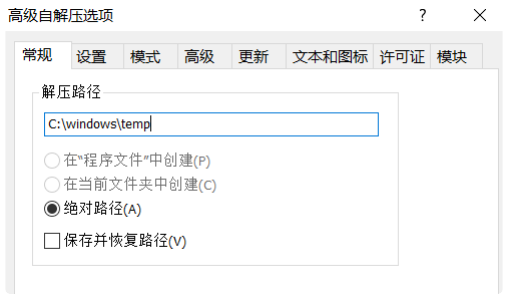 高级自解压选项 ? ×
常规 设置 模式 高级 更新 文本和图标 许可证 模块
解压路径
C:\windows\temp
在“程序文件”中创建(P)
在当前文件夹中创建(C)
绝对路径(A)
保存并恢复路径(V)